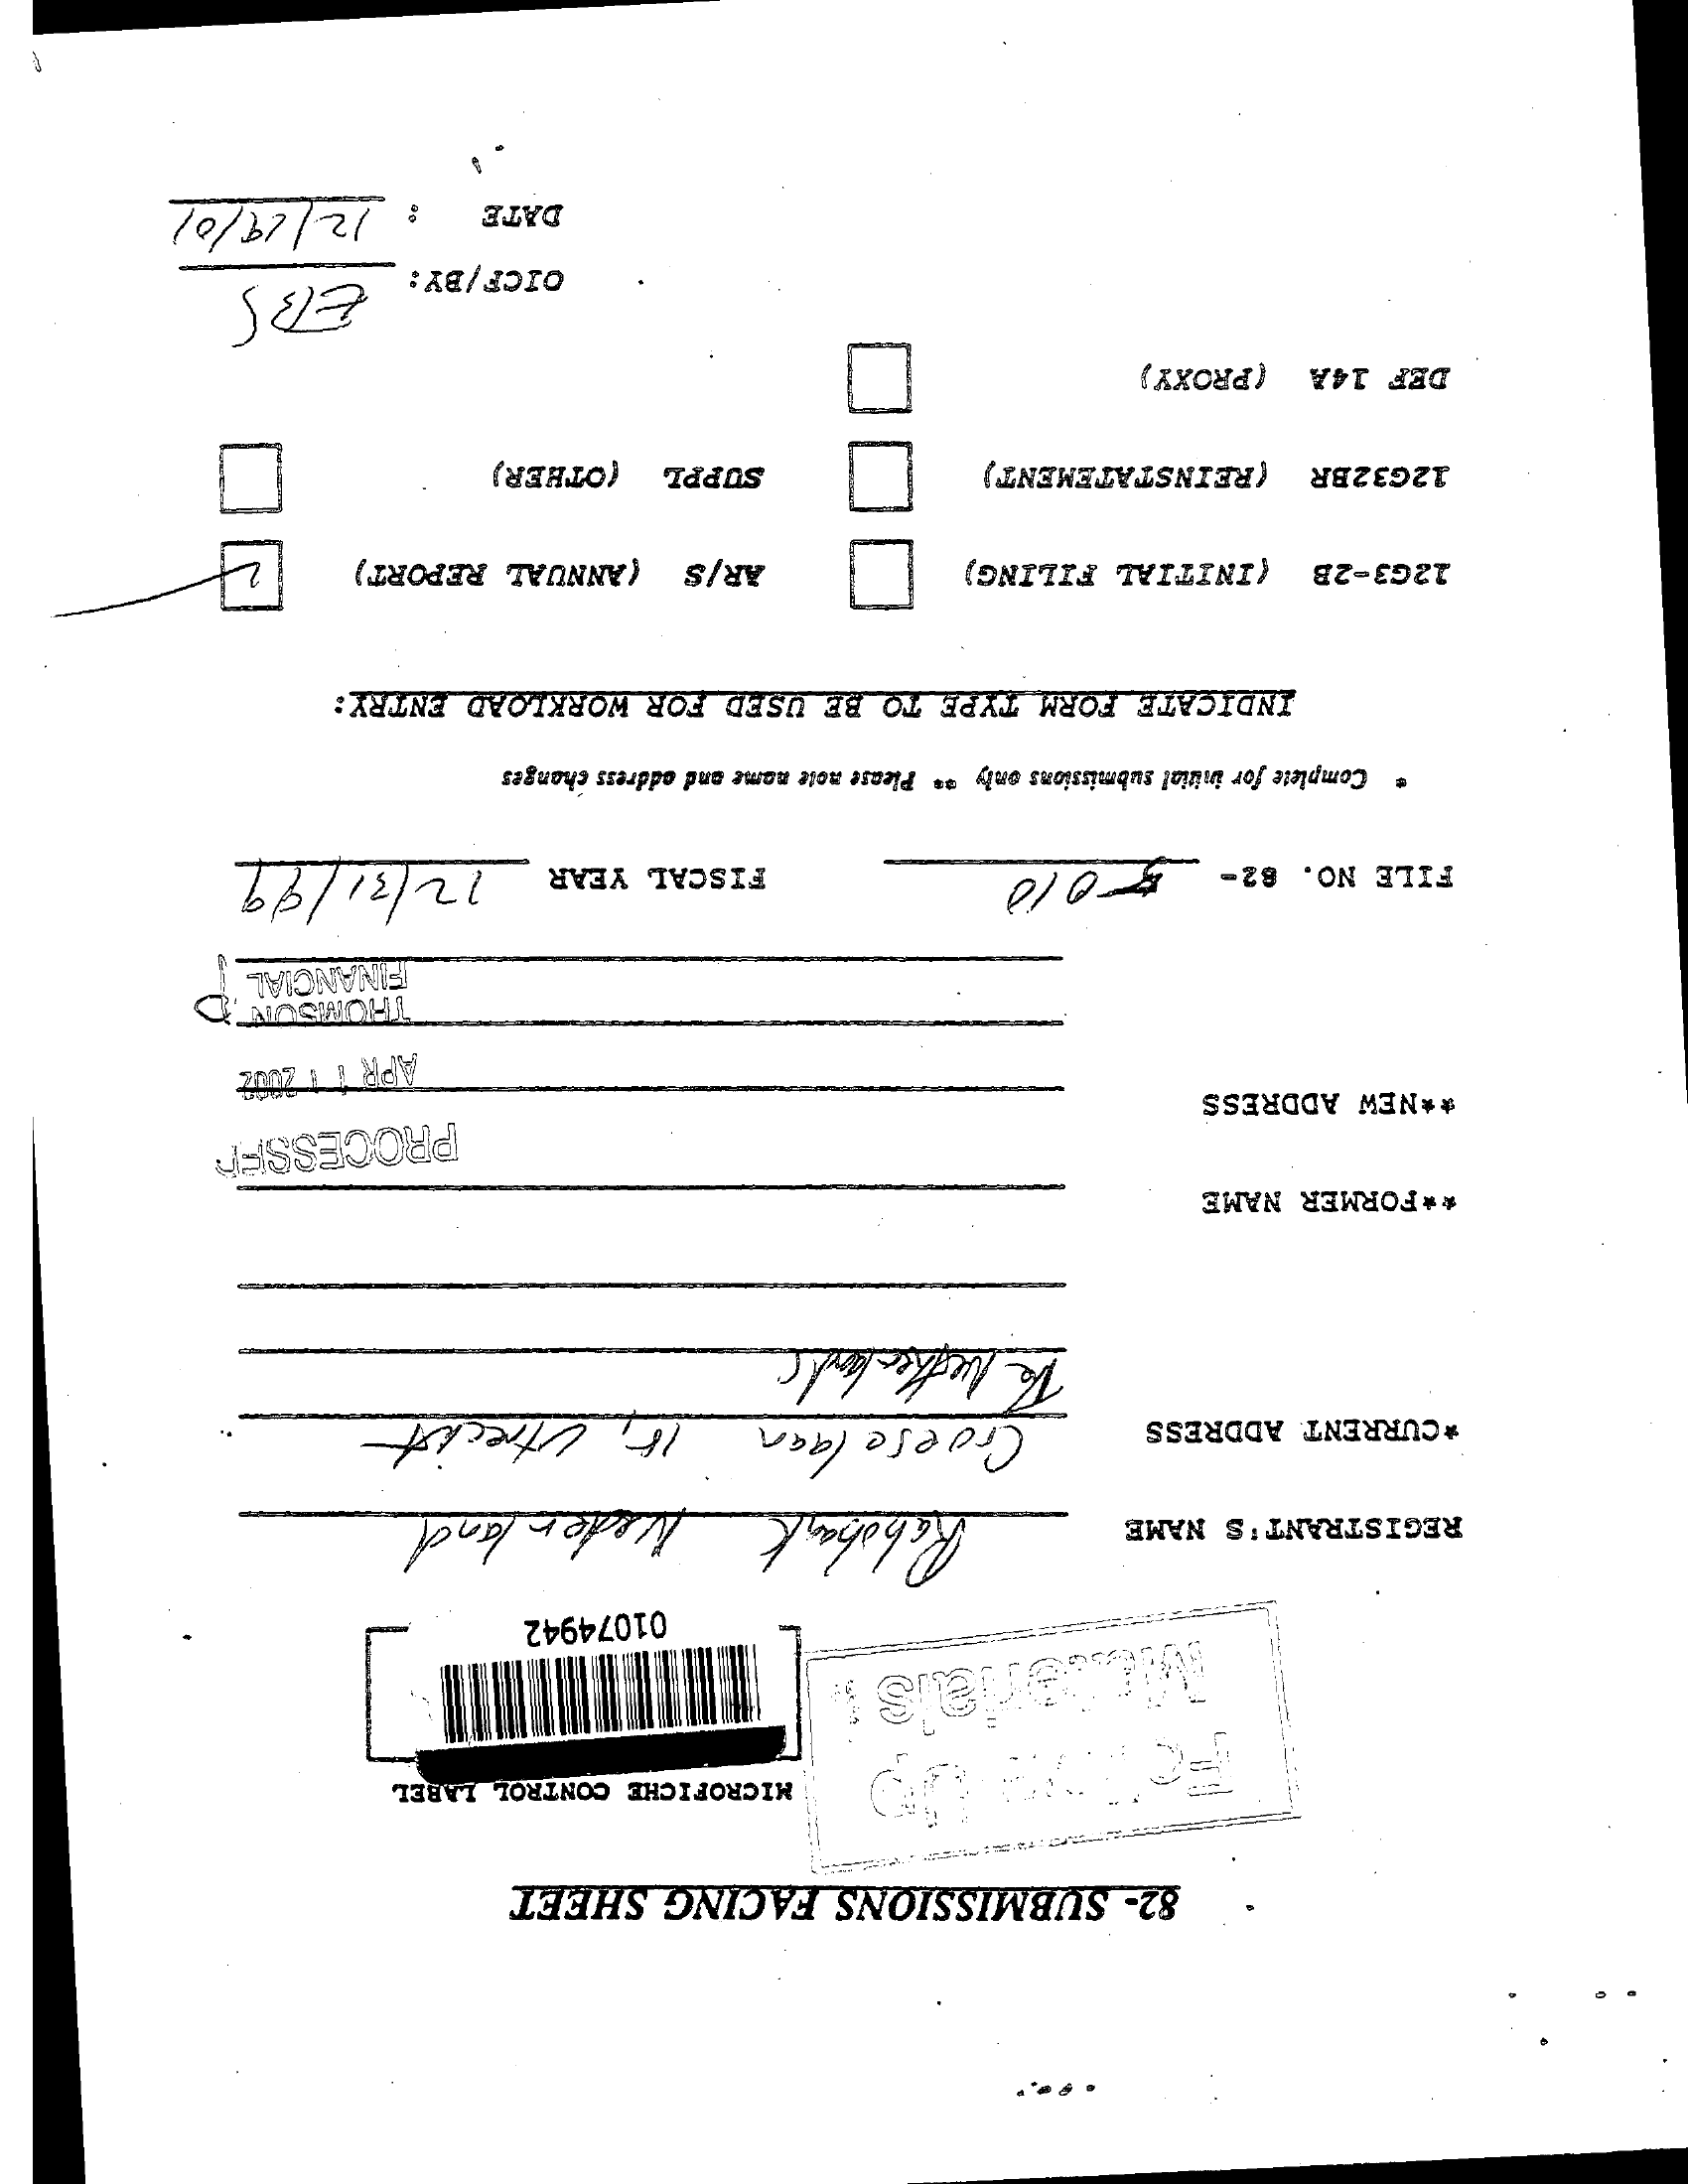 82- SUBMISSIONS FACING SHEET
Follow-Up
Materials
MICROFICHE CONTROL LABEL
01074942
REGISTRANT'S NAME Rabobank Nederland
*CURRENT ADDRESS Croeselaan 18, Utrecht
The Netherlands
**FORMER NAME
PROCESSED
**NEW ADDRESS
APR 11 2002
THOMSON
FINANCIAL
FILE NO. 82- 5010 FISCAL YEAR 12/31/99
* Complete for initial submissions only ** Please note name and address changes
INDICATE FORM TYPE TO BE USED FOR WORKLOAD ENTRY:
12G3-2B (INITIAL FILING) AR/S (ANNUAL REPORT)
12G32BR (REINSTATEMENT) SUPPL (OTHER)
DEF 14A (PROXY)
OICF/BY: EBS
DATE : 12/19/01